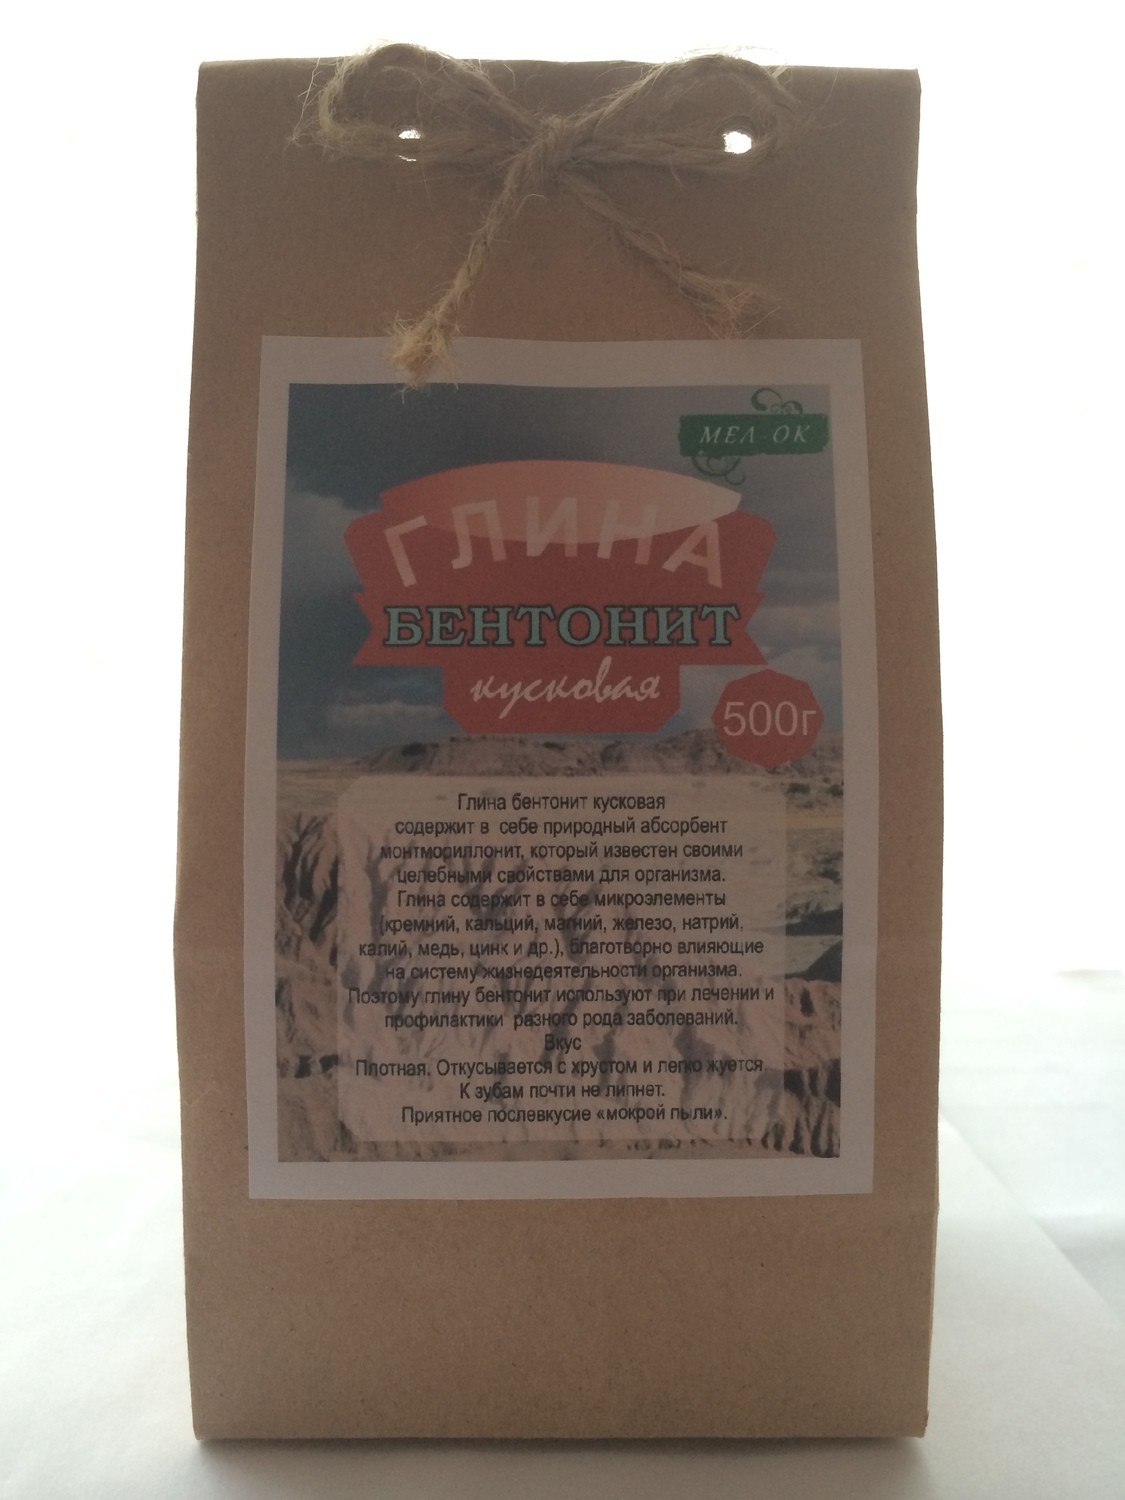 МЕЛ-ОК
ГЛИНА
БЕНТОНИТ
кусковая
500г
Глина бентонит кусковая
содержит в себе природный абсорбент
монтмориллонит, который известен своими
целебными свойствами для организма.
Глина содержит в себе микроэлементы
(кремний, кальций, магний, железо, натрий,
калий, медь, цинк и др.), благотворно влияющие
на систему жизнедеятельности организма.
Поэтому глину бентонит используют при лечении и
профилактики разного рода заболеваний.
Вкус
Плотная. Откусывается с хрустом и легко жуется.
К зубам почти не липнет.
Приятное послевкусие «мокрой пыли».